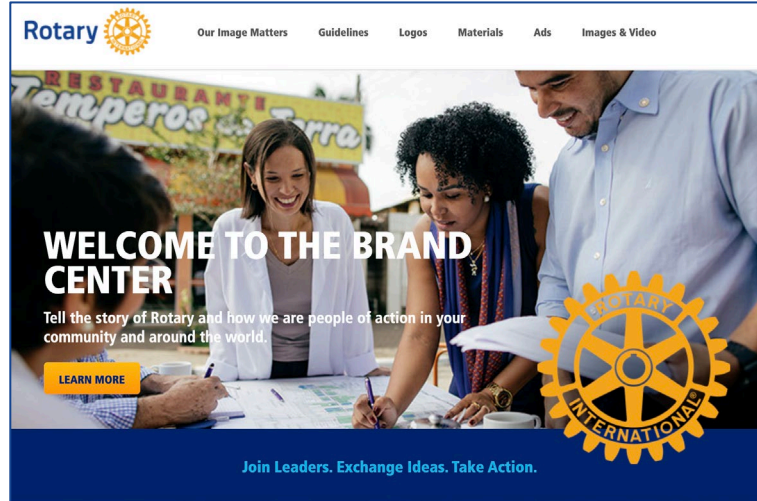 Rotary
Our Image Matters
Guidelines
Logos
Materials
Ads
Images & Video
RESTAURANTE
Temperos da Terra
WELCOME TO THE BRAND
CENTER
Tell the story of Rotary and how we are people of action in your
community and around the world.
LEARN MORE
ROTARY
INTERNATIONAL®
Join Leaders. Exchange Ideas. Take Action.